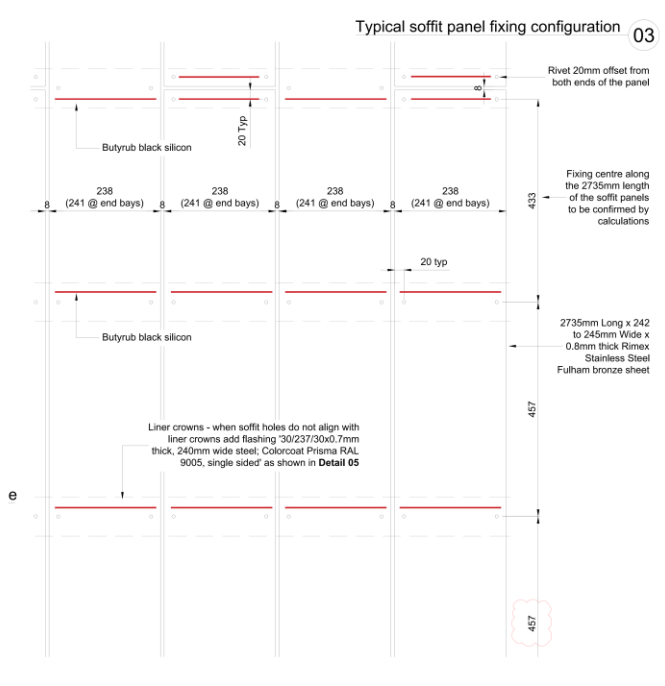 Typical soffit panel fixing configuration 03
Rivet 20mm offset from
both ends of the panel
8
20 Typ
Butyrub black silicon
Fixing centre along
the 2735mm length
of the soffit panels
to be confirmed by
calculations
433
8 238 8 238 8 238 8 238
(241 @ end bays) (241 @ end bays) (241 @ end bays) (241 @ end bays)
20 typ
Butyrub black silicon
2735mm Long x 242
to 245mm Wide x
0.8mm thick Rimex
Stainless Steel
Fulham bronze sheet
457
Liner crowns - when soffit holes do not align with
liner crowns add flashing '30/237/30x0.7mm
thick, 240mm wide steel; Colorcoat Prisma RAL
9005, single sided' as shown in Detail 05
e
457